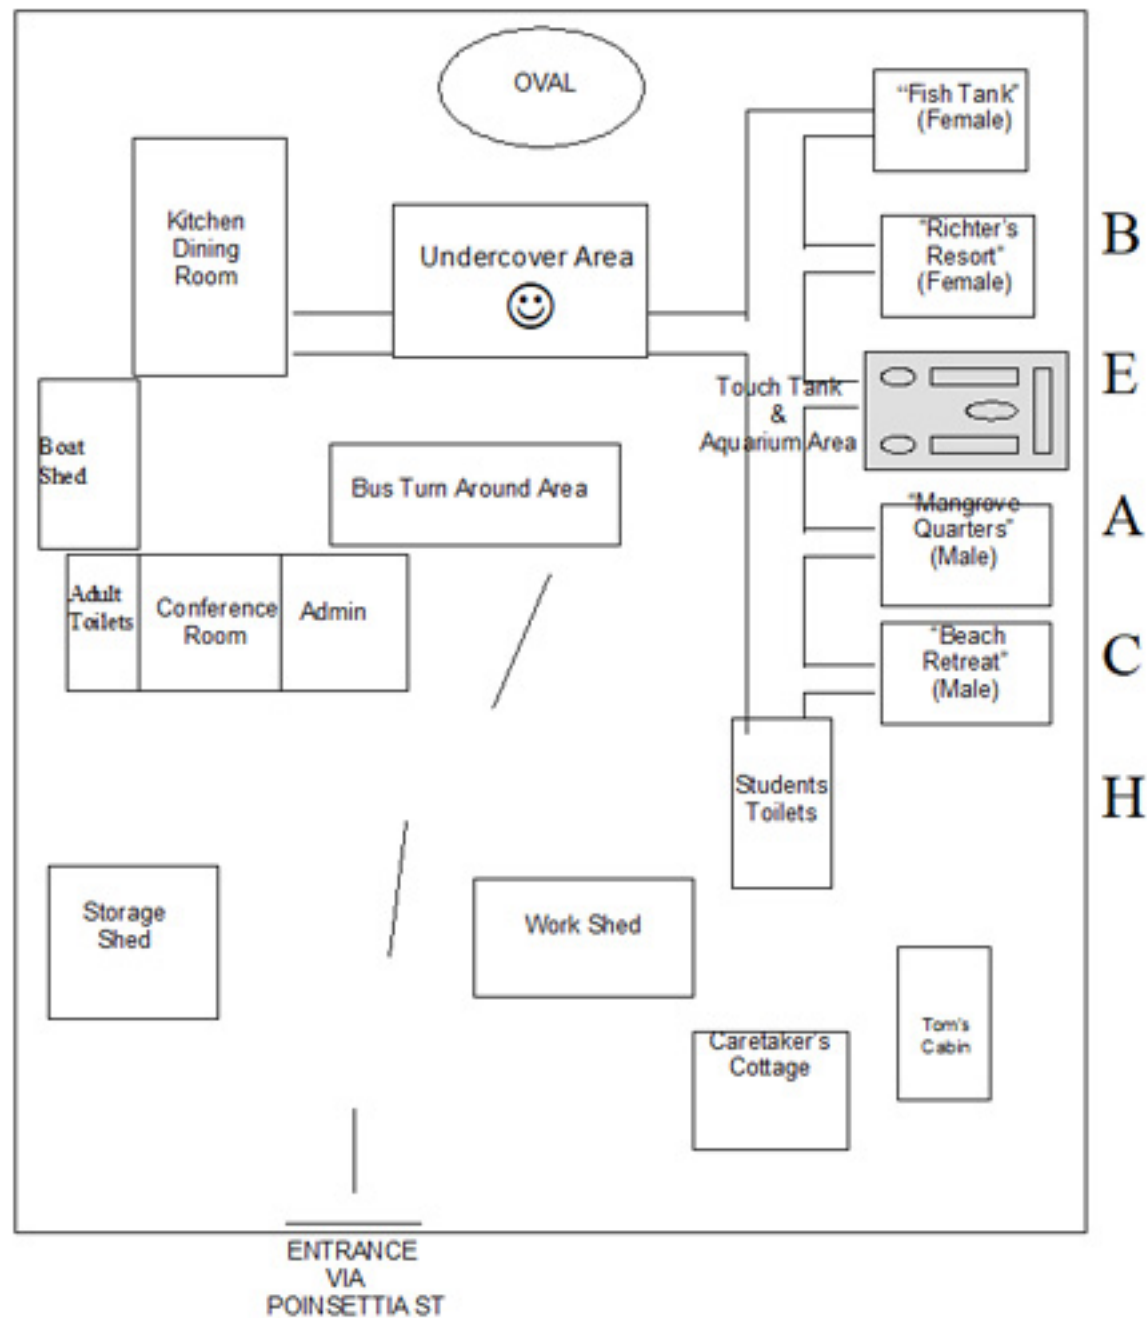 OVAL
“Fish Tank”
(Female)
Kitchen
Dining
Room
Undercover Area
“Richter’s
Resort”
(Female)
B
E
Touch Tank
&
Aquarium Area
Boat
Shed
Bus Turn Around Area
“Mangrove
Quarters”
(Male)
A
Adult
Toilets
Conference
Room
Admin
“Beach
Retreat”
(Male)
C
Students
Toilets
H
Storage
Shed
Work Shed
Tom's
Cabin
Caretaker's
Cottage
ENTRANCE
VIA
POINSETTIA ST